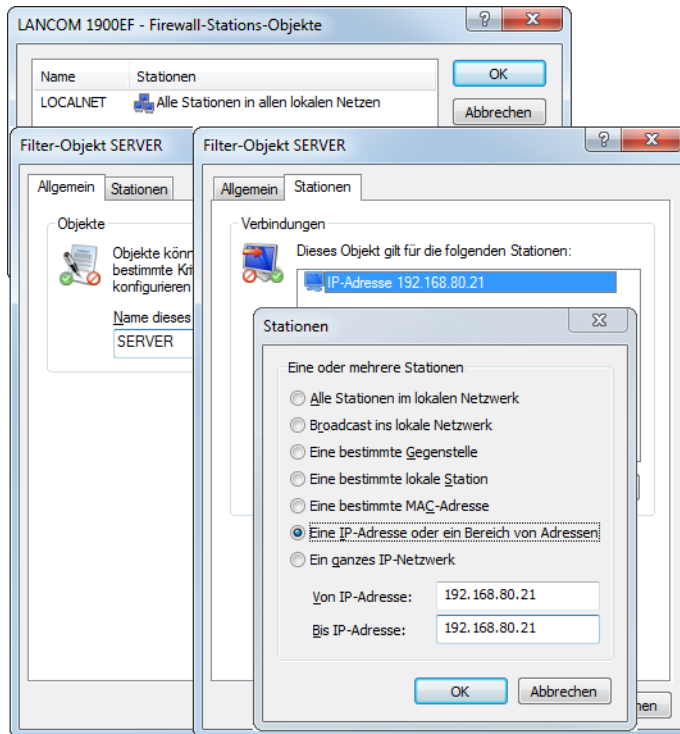 LANCOM 1900EF - Firewall-Stations-Objekte
Name Stationen
OK
LOCALNET Alle Stationen in allen lokalen Netzen
Abbrechen
Filter-Objekt SERVER
Allgemein Stationen
Objekte
Objekte könn
bestimmte Kri
konfigurieren
Name dieses
SERVER
Filter-Objekt SERVER
Allgemein Stationen
Verbindungen
Dieses Objekt gilt für die folgenden Stationen:
IP-Adresse 192.168.80.21
Stationen
Eine oder mehrere Stationen
Alle Stationen im lokalen Netzwerk
Broadcast ins lokale Netzwerk
Eine bestimmte Gegenstelle
Eine bestimmte lokale Station
Eine bestimmte MAC-Adresse
Eine IP-Adresse oder ein Bereich von Adressen
Ein ganzes IP-Netzwerk
Von IP-Adresse: 192.168.80.21
Bis IP-Adresse: 192.168.80.21
OK Abbrechen
hen